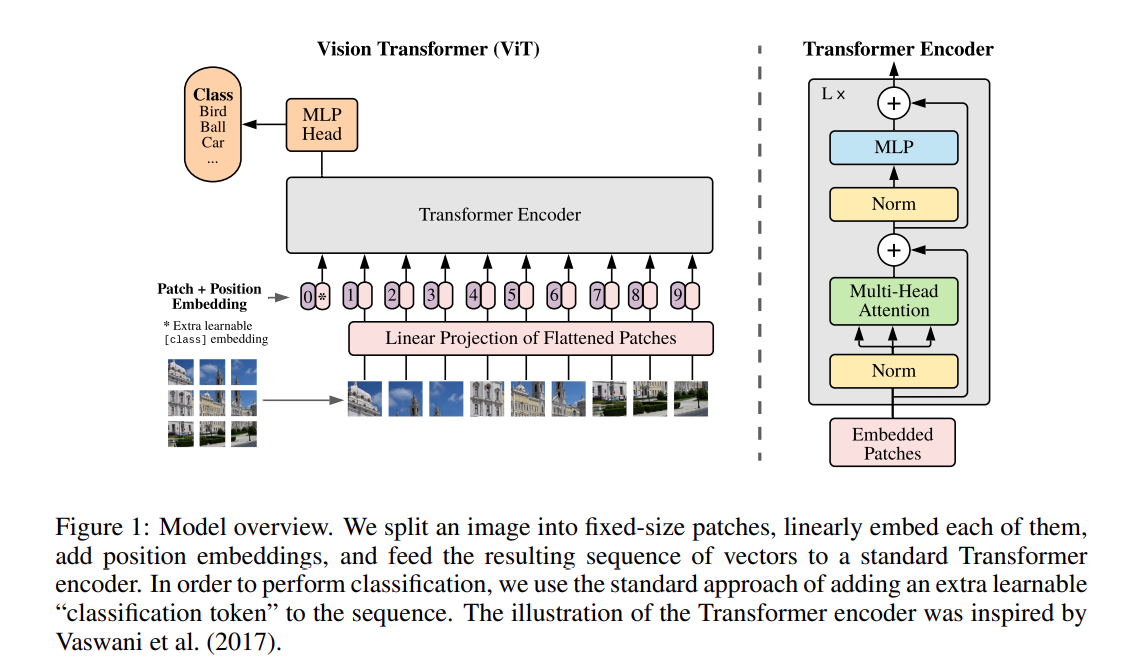 Vision Transformer (ViT)
Class
Bird
Ball
Car
...
MLP
Head
Transformer Encoder
Patch + Position
Embedding
* Extra learnable
[class] embedding
0 * 1 2 3 4 5 6 7 8 9
Linear Projection of Flattened Patches
Transformer Encoder
L x
+
MLP
Norm
+
Multi-Head
Attention
Norm
Embedded
Patches
Figure 1: Model overview. We split an image into fixed-size patches, linearly embed each of them,
add position embeddings, and feed the resulting sequence of vectors to a standard Transformer
encoder. In order to perform classification, we use the standard approach of adding an extra learnable
“classification token” to the sequence. The illustration of the Transformer encoder was inspired by
Vaswani et al. (2017).